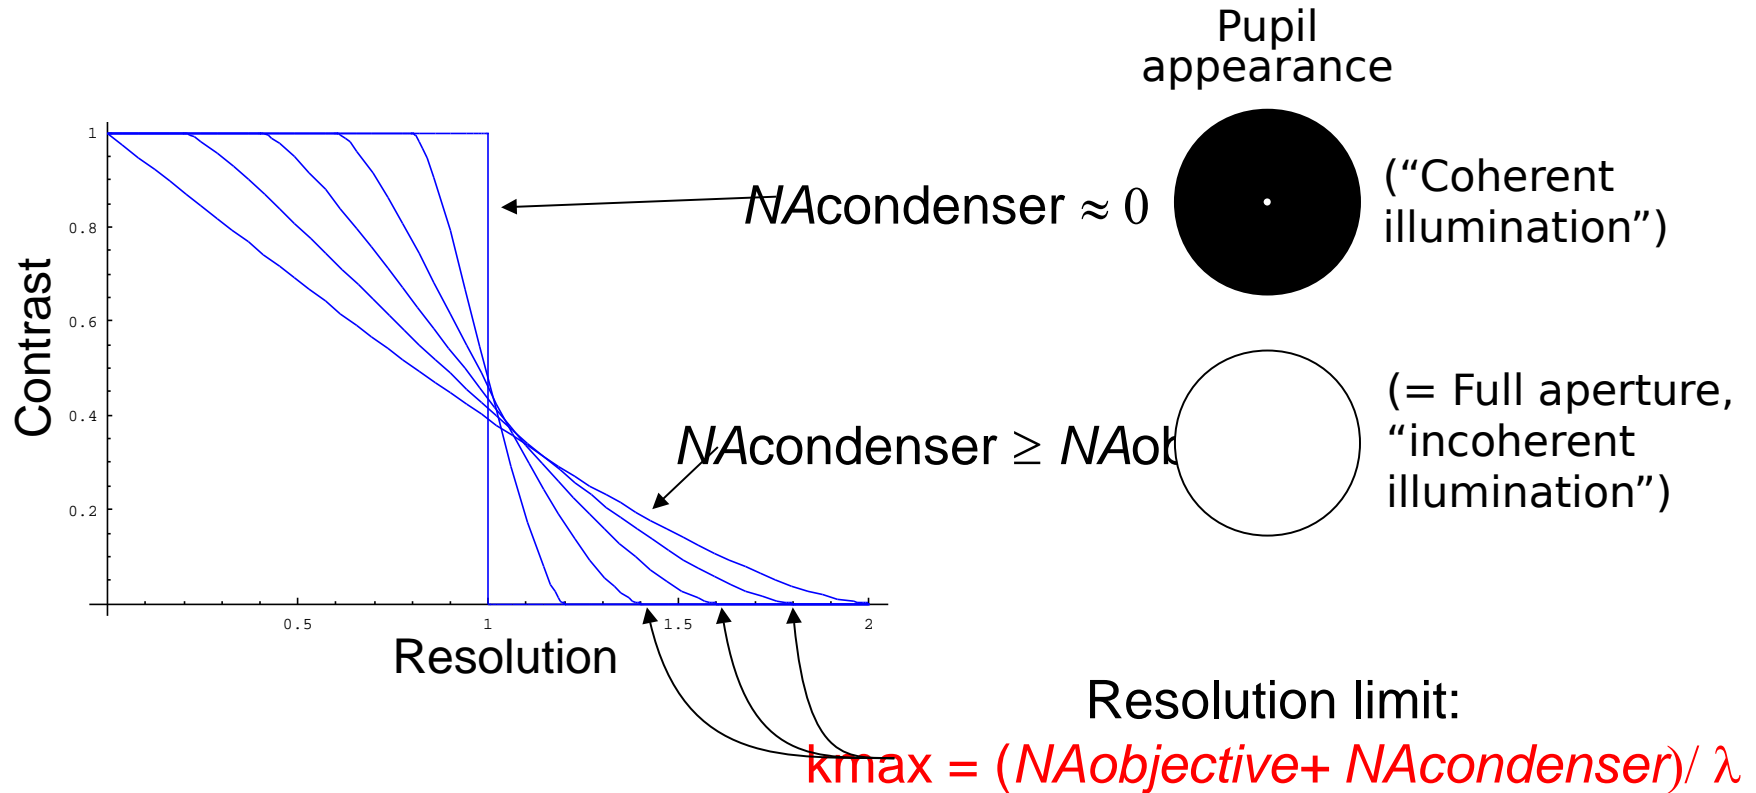 Pupil
appearance
1
0.8
0.6
0.4
0.2
Contrast
0.5
1
1.5
2
Resolution
NAcondenser ≈ 0
(“Coherent
illumination”)
NAcondenser ≥ NAob
(= Full aperture,
“incoherent
illumination”)
Resolution limit:
kmax = (NAobjective+ NAcondenser)/ λ